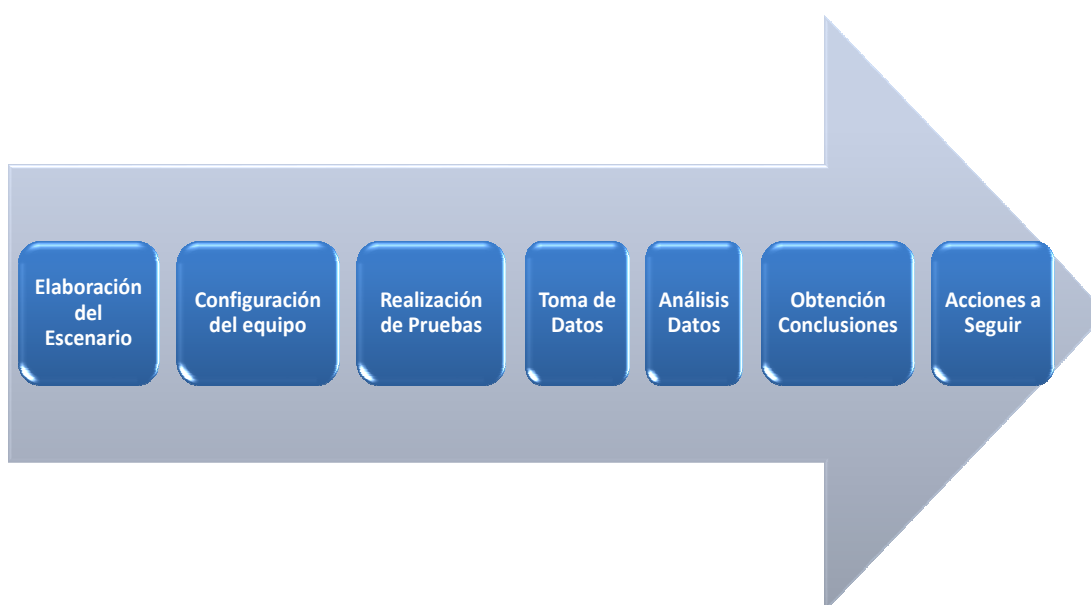 Elaboración
del
Escenario
Configuración
del equipo
Realización
de Pruebas
Toma de
Datos
Análisis
Datos
Obtención
Conclusiones
Acciones a
Seguir